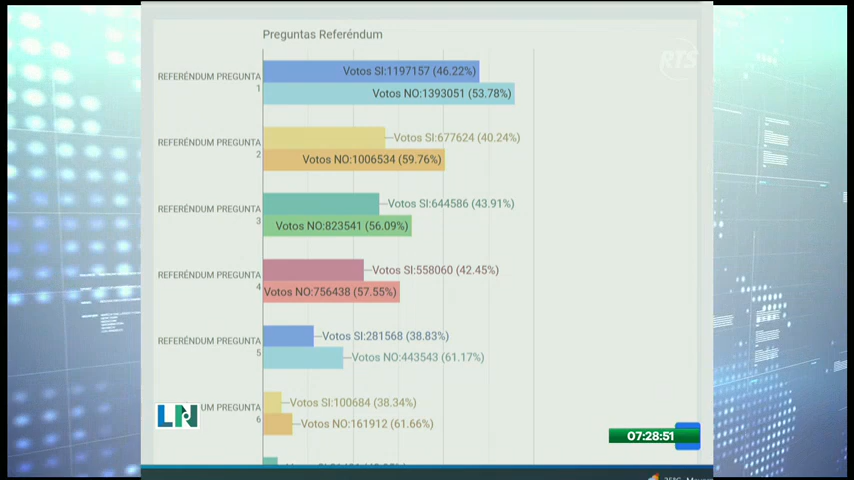 Preguntas Referéndum
RTS
REFERÉNDUM PREGUNTA
1
Votos SI:1197157 (46.22%)
Votos NO:1393051 (53.78%)
REFERÉNDUM PREGUNTA
2
Votos SI:677624 (40.24%)
Votos NO:1006534 (59.76%)
REFERÉNDUM PREGUNTA
3
Votos SI:644586 (43.91%)
Votos NO:823541 (56.09%)
REFERÉNDUM PREGUNTA
4
Votos SI:558060 (42.45%)
Votos NO:756438 (57.55%)
REFERÉNDUM PREGUNTA
5
Votos SI:281568 (38.83%)
Votos NO:443543 (61.17%)
LN
UM PREGUNTA
6
Votos SI:100684 (38.34%)
Votos NO:161912 (61.66%)
07:28:51